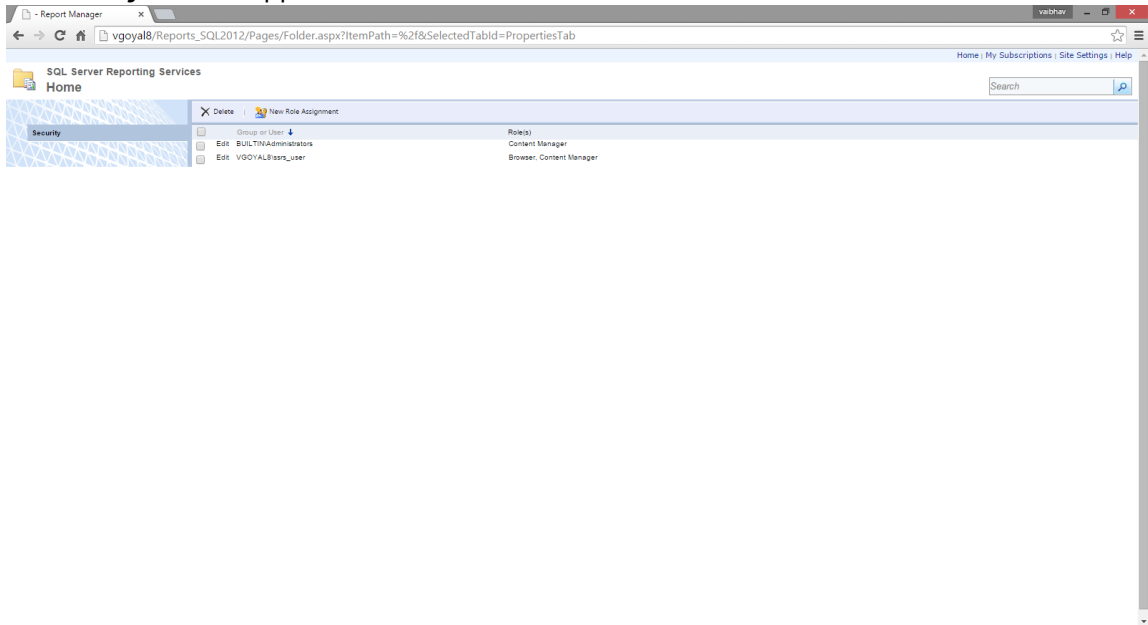 - Report Manager
vaibhav
vgoyal8/Reports_SQL2012/Pages/Folder.aspx?ItemPath=%2f&SelectedTabId=PropertiesTab
Home | My Subscriptions | Site Settings | Help
SQL Server Reporting Services
Home
Search
Delete | New Role Assignment
Security
Group or User Role(s)
Edit BUILTIN\Administrators Content Manager
Edit VGOYAL8\ssrs_user Browser, Content Manager